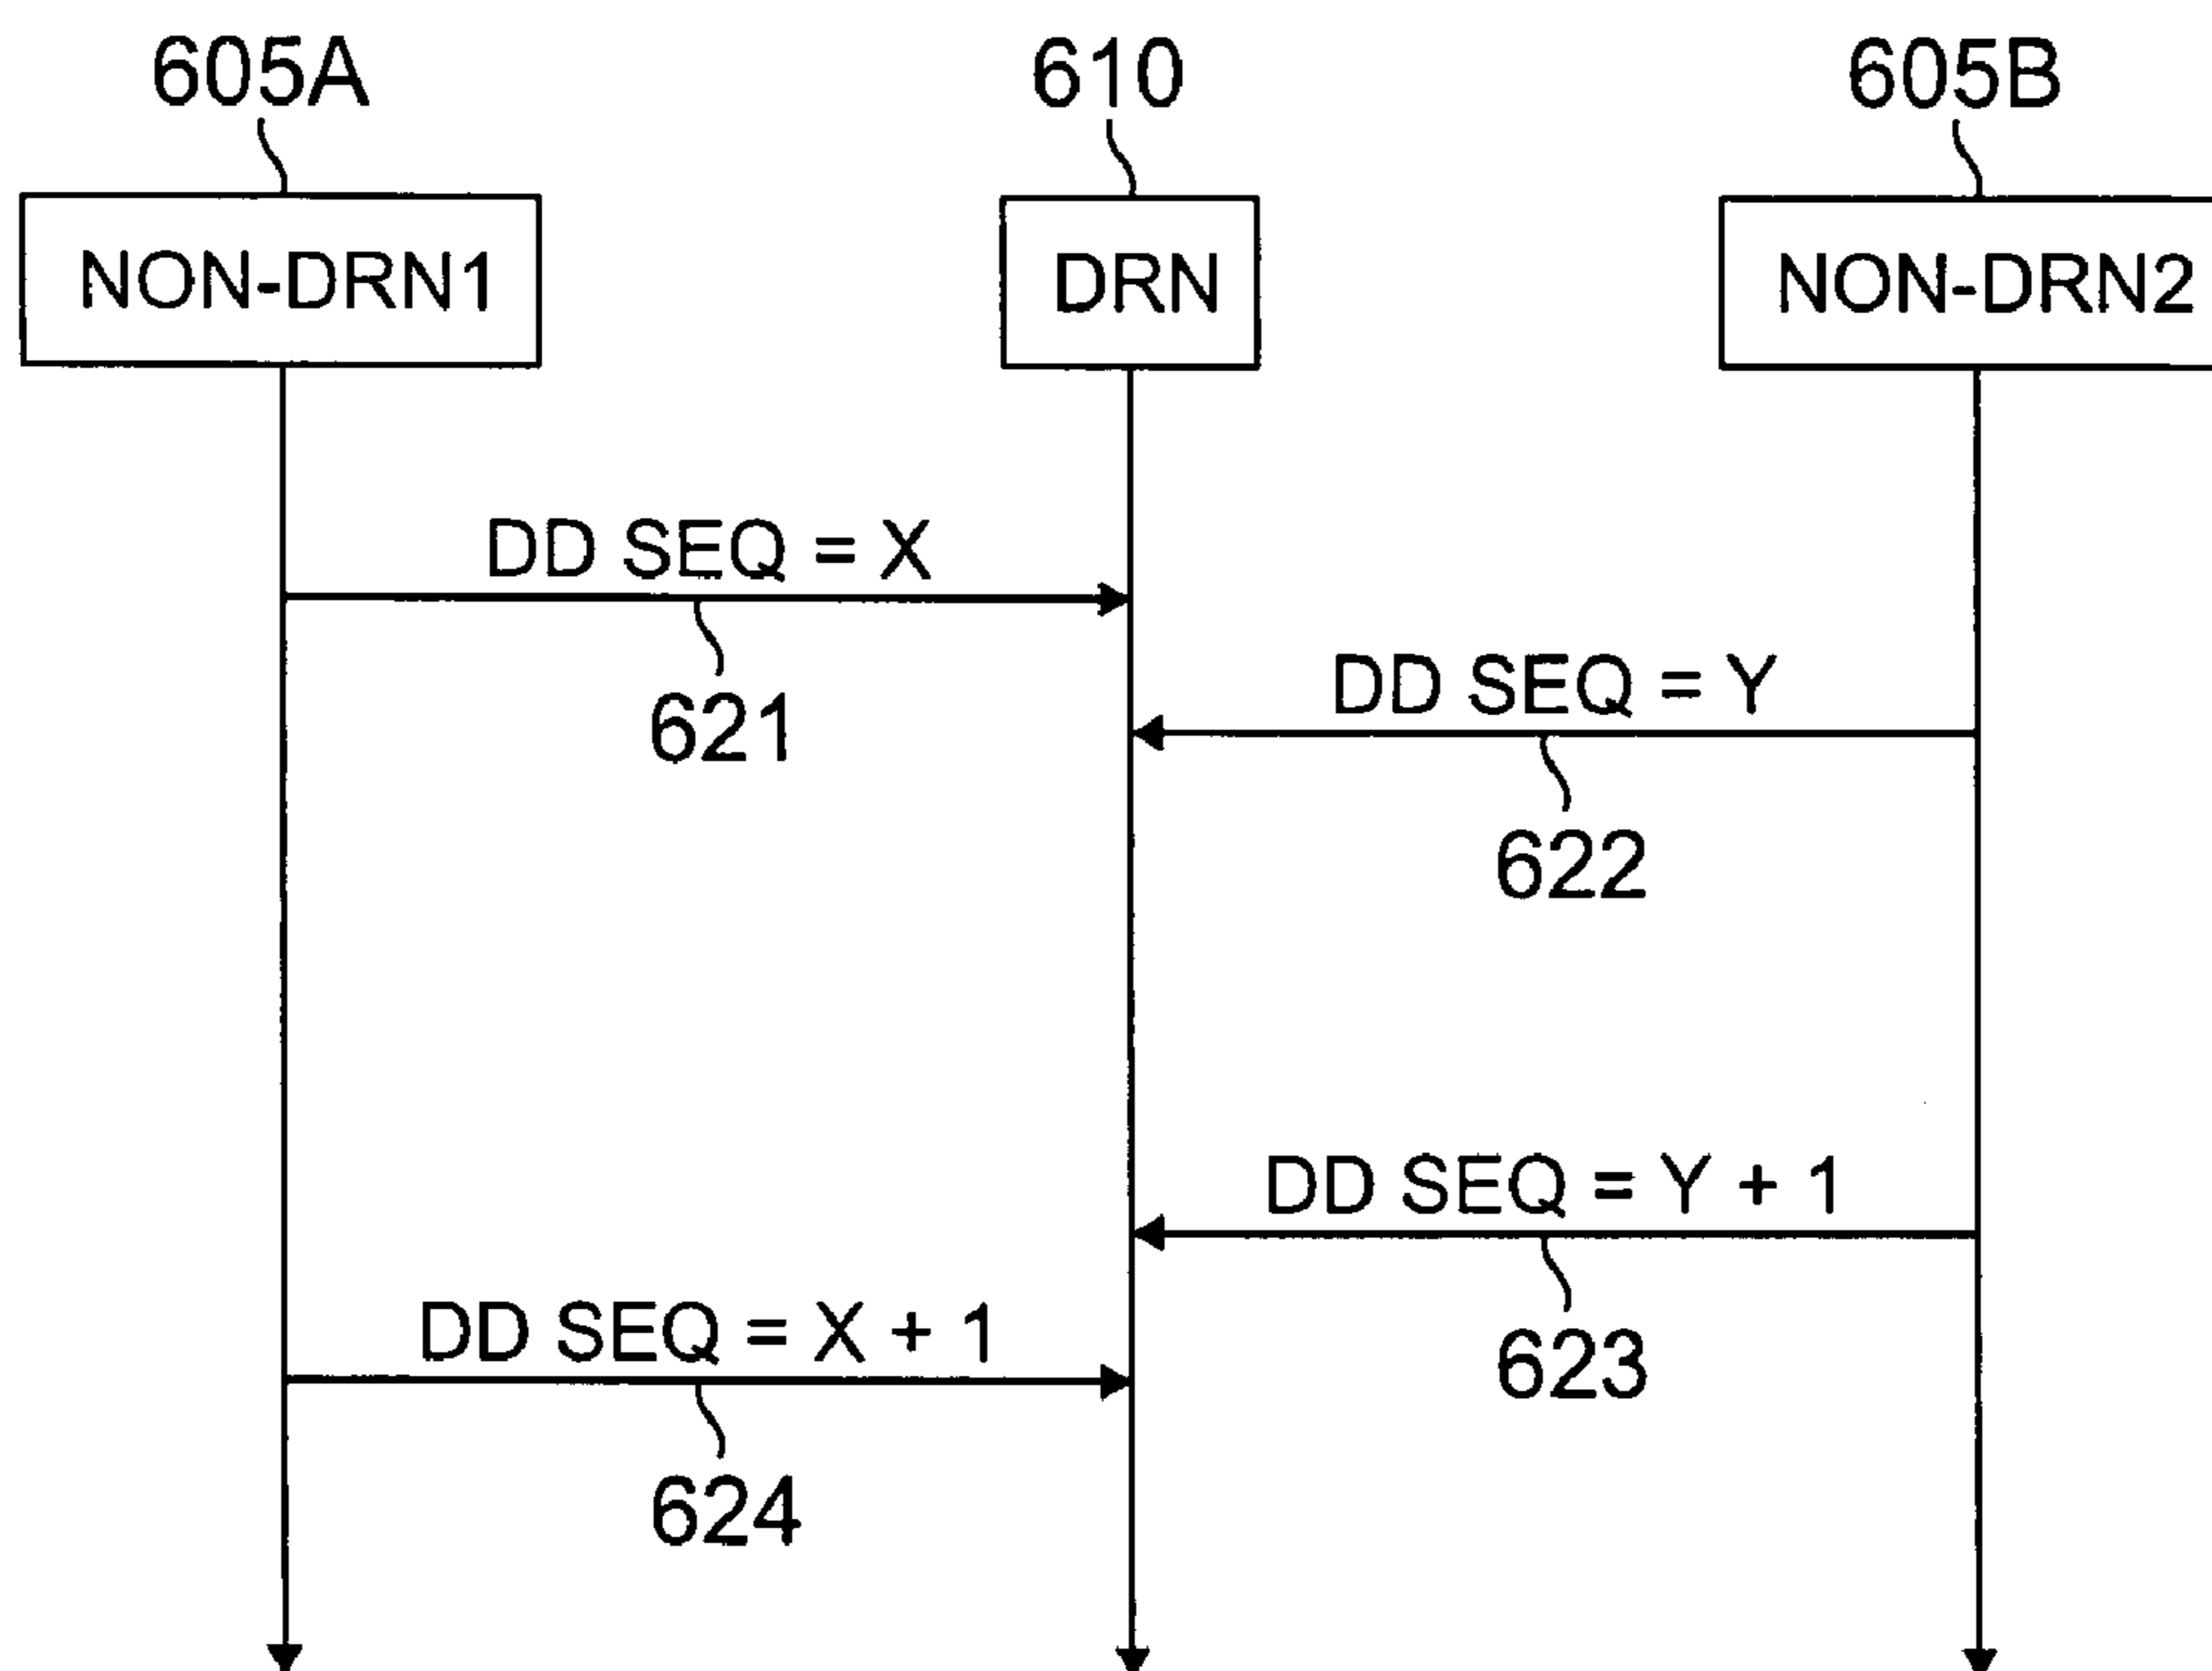 605A 610 605B
NON-DRN1 DRN NON-DRN2
DD SEQ = X
621
DD SEQ = Y
622
DD SEQ = Y + 1
623
DD SEQ = X + 1
624